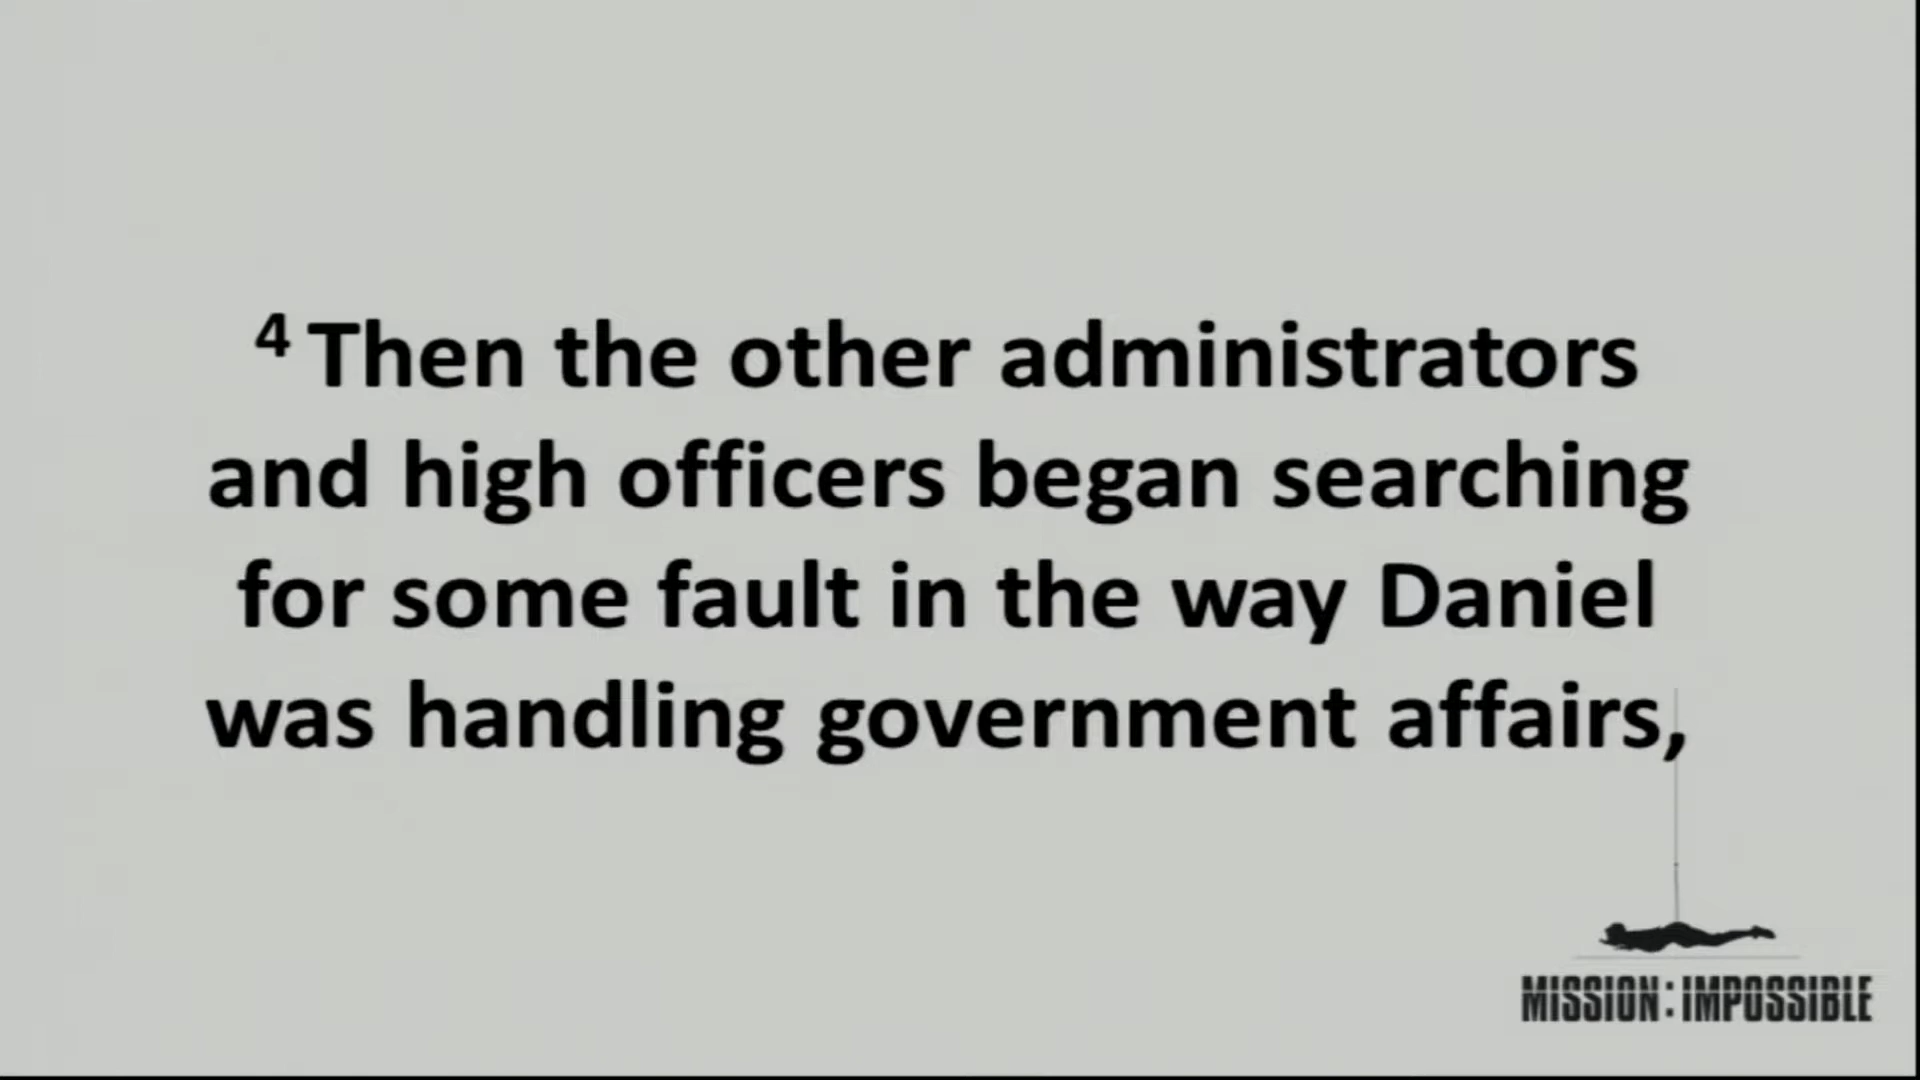 4 Then the other administrators
and high officers began searching
for some fault in the way Daniel
was handling government affairs,
MISSION: IMPOSSIBLE